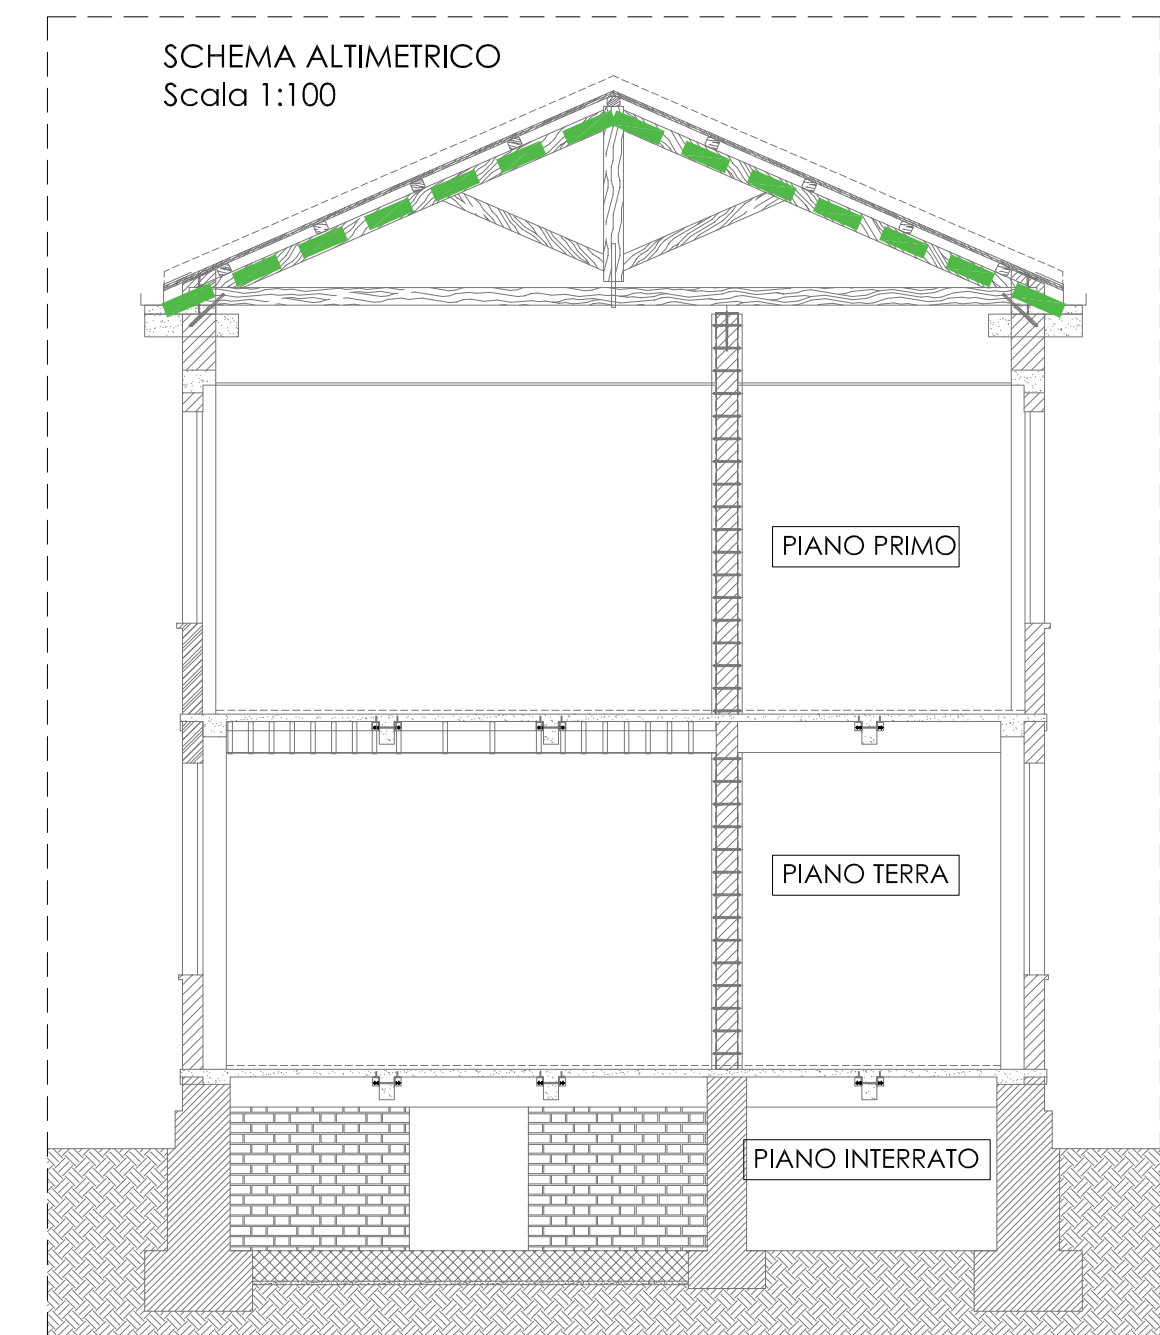 SCHEMA ALTIMETRICO
Scala 1:100
PIANO PRIMO
PIANO TERRA
PIANO INTERRATO